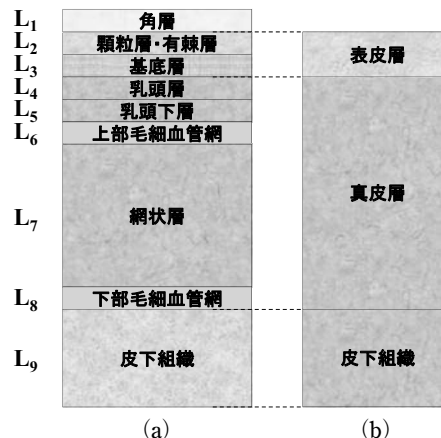 L1 角層
L2 顆粒層・有棘層
L3 基底層
L4 乳頭層
L5 乳頭下層
L6 上部毛細血管網
L7 網状層
L8 下部毛細血管網
L9 皮下組織
(a)
表皮層
真皮層
皮下組織
(b)